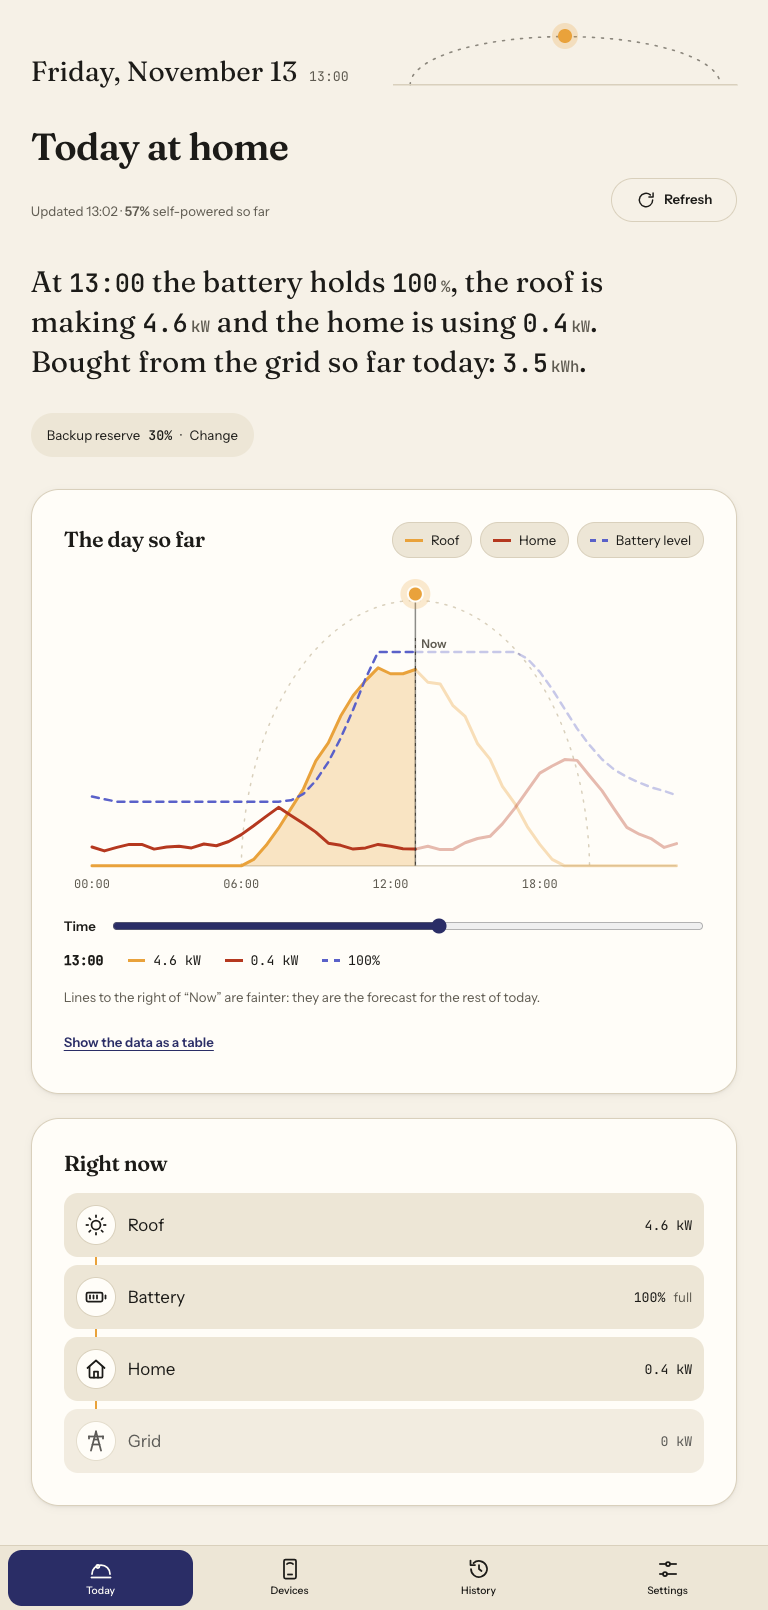 Friday, November 13 13:00
Today at home
Updated 13:02 · 57% self-powered so far
Refresh
At 13:00 the battery holds 100 %, the roof is
making 4.6 kW and the home is using 0.4 kW.
Bought from the grid so far today: 3.5 kWh.
Backup reserve 30% · Change
The day so far
Roof
Home
Battery level
Now
00:00 06:00 12:00 18:00
Time
13:00 4.6 kW 0.4 kW 100%
Lines to the right of “Now” are fainter: they are the forecast for the rest of today.
Show the data as a table
Right now
Roof 4.6 kW
Battery 100% full
Home 0.4 kW
Grid 0 kW
Today Devices History Settings